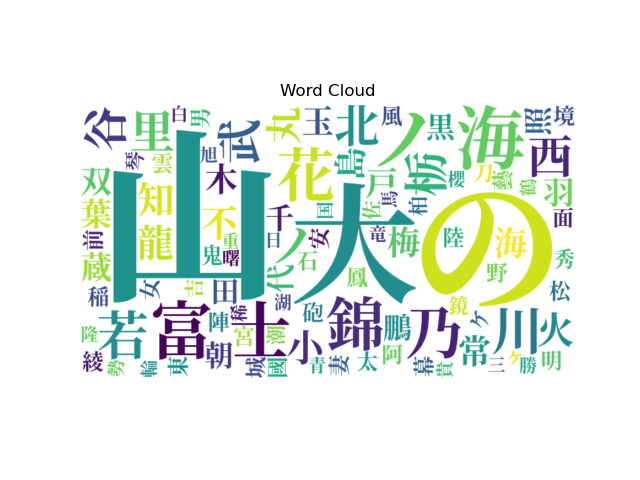 Word Cloud
谷 里 白 男 武 丸 玉 北 風 ノ 黒 海 照 境
琴 雲 旭 島 栃 西
双 知 木 花 戸 馬 柏 櫻 刀 藝 鶴 羽
葉 龍 不 千 国 佐 面
山 大 の
前 鬼 重 曙 日 ノ 安 竜 梅 陸 海
蔵 石 鳳 野 秀
稲 女 吉 田 代 湖 鏡 松
若 富 陣 稀 士 潮 砲 錦 鵬 乃 ケ 川 火
隆 宮 小 常
綾 朝 阿 明
勢 輪 東 城 國 青 妻 太 幕 貴 三 ケ 勝